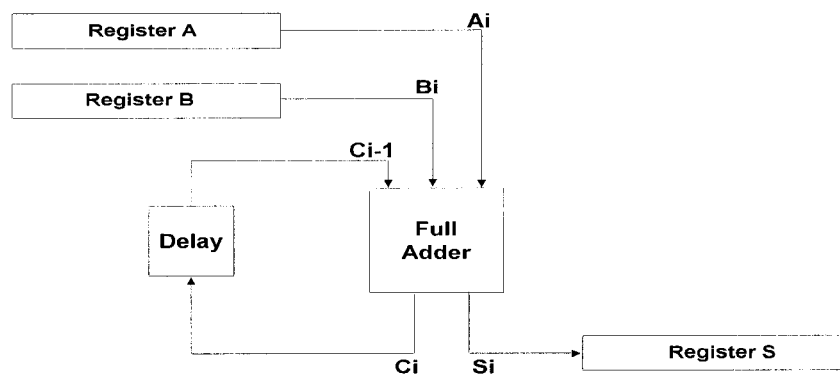 Register A
Ai
Register B
Bi
Ci-1
Delay
Full
Adder
Ci
Si
Register S